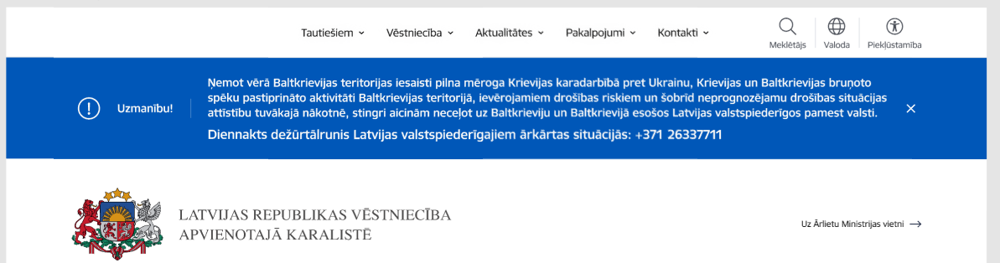 Tautiešiem Vēstniecība Aktualitātes Pakalpojumi Kontakti Meklētājs Valoda Piekļūstamība
Uzmanību!
Ņemot vērā Baltkrievijas teritorijas iesaisti pilna mēroga Krievijas karadarbībā pret Ukrainu, Krievijas un Baltkrievijas bruņoto
spēku pastiprināto aktivitāti Baltkrievijas teritorijā, ievērojamiem drošības riskiem un šobrīd neprognozējamu drošības situācijas
attīstību tuvākajā nākotnē, stingri aicinām neceļot uz Baltkrieviju un Baltkrievijā esošos Latvijas valstspiederīgos pamest valsti.
Diennakts dežūrtālrunis Latvijas valstspiederīgajiem ārkārtas situācijās: +371 26337711
LATVIJAS REPUBLIKAS VĒSTNIECĪBA
APVIENOTAJĀ KARALISTĒ
Uz Ārlietu Ministrijas vietni